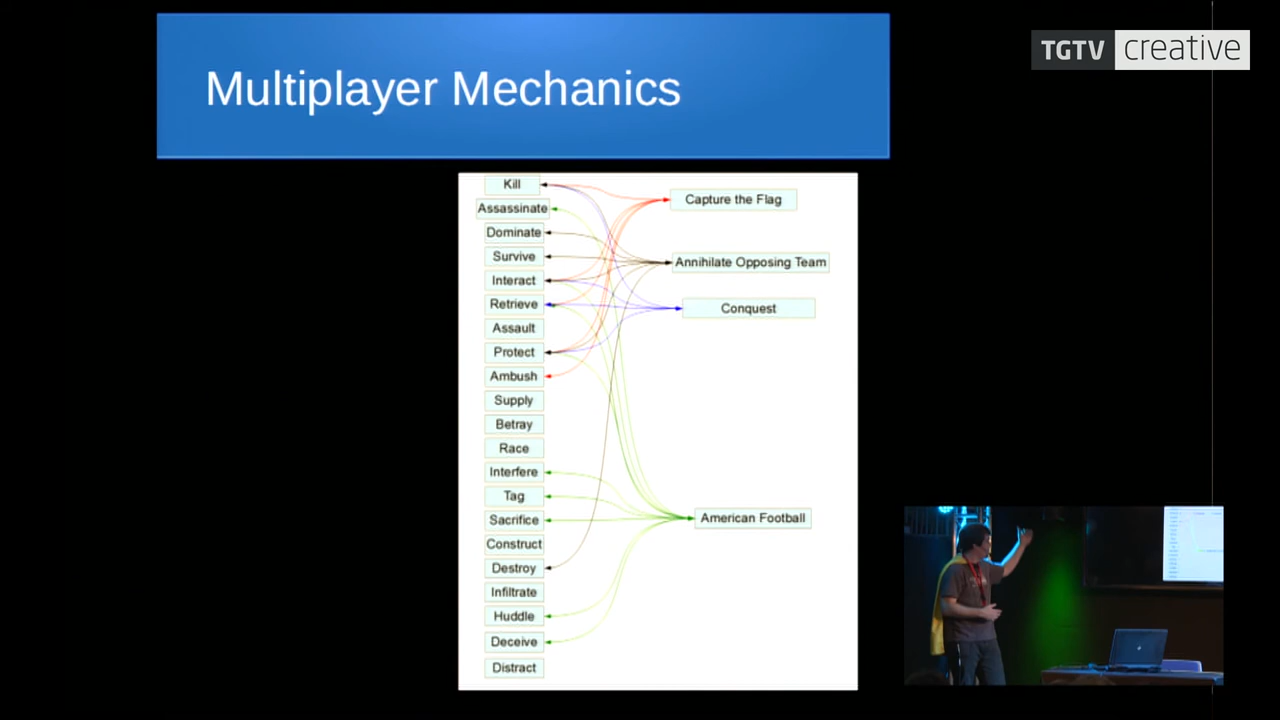 TGTV creative
Multiplayer Mechanics
Kill
Assassinate
Dominate
Survive
Interact
Retrieve
Assault
Protect
Ambush
Supply
Betray
Race
Interfere
Tag
Sacrifice
Construct
Destroy
Infiltrate
Huddle
Deceive
Distract
Capture the Flag
Annihilate Opposing Team
Conquest
American Football